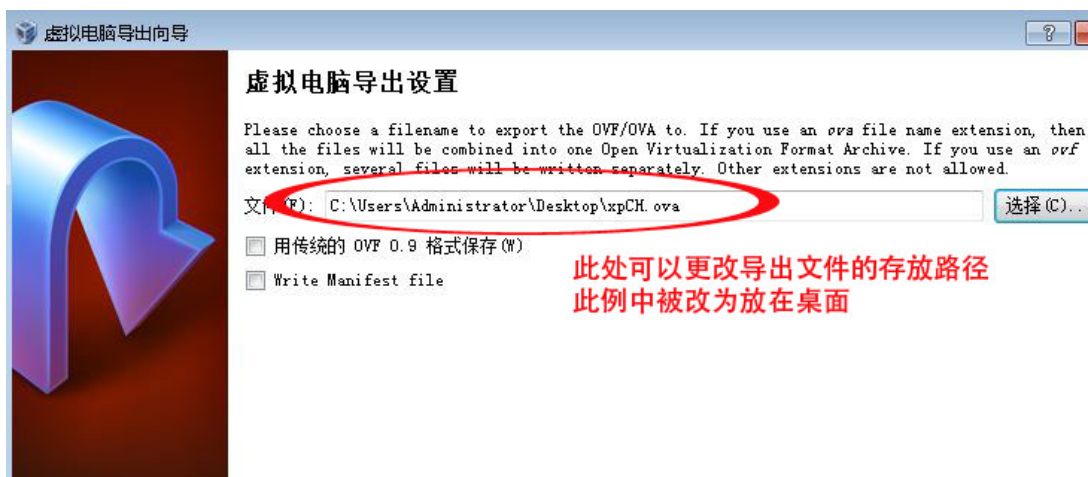 虚拟电脑导出向导
?
虚拟电脑导出设置
Please choose a filename to export the OVF/OVA to. If you use an ova file name extension, then
all the files will be combined into one Open Virtualization Format Archive. If you use an ovf
extension, several files will be written separately. Other extensions are not allowed.
文件(F): C:\Users\Administrator\Desktop\xpCH.ova 选择(C)..
用传统的 OVF 0.9 格式保存(W)
Write Manifest file
此处可以更改导出文件的存放路径
此例中被改为放在桌面